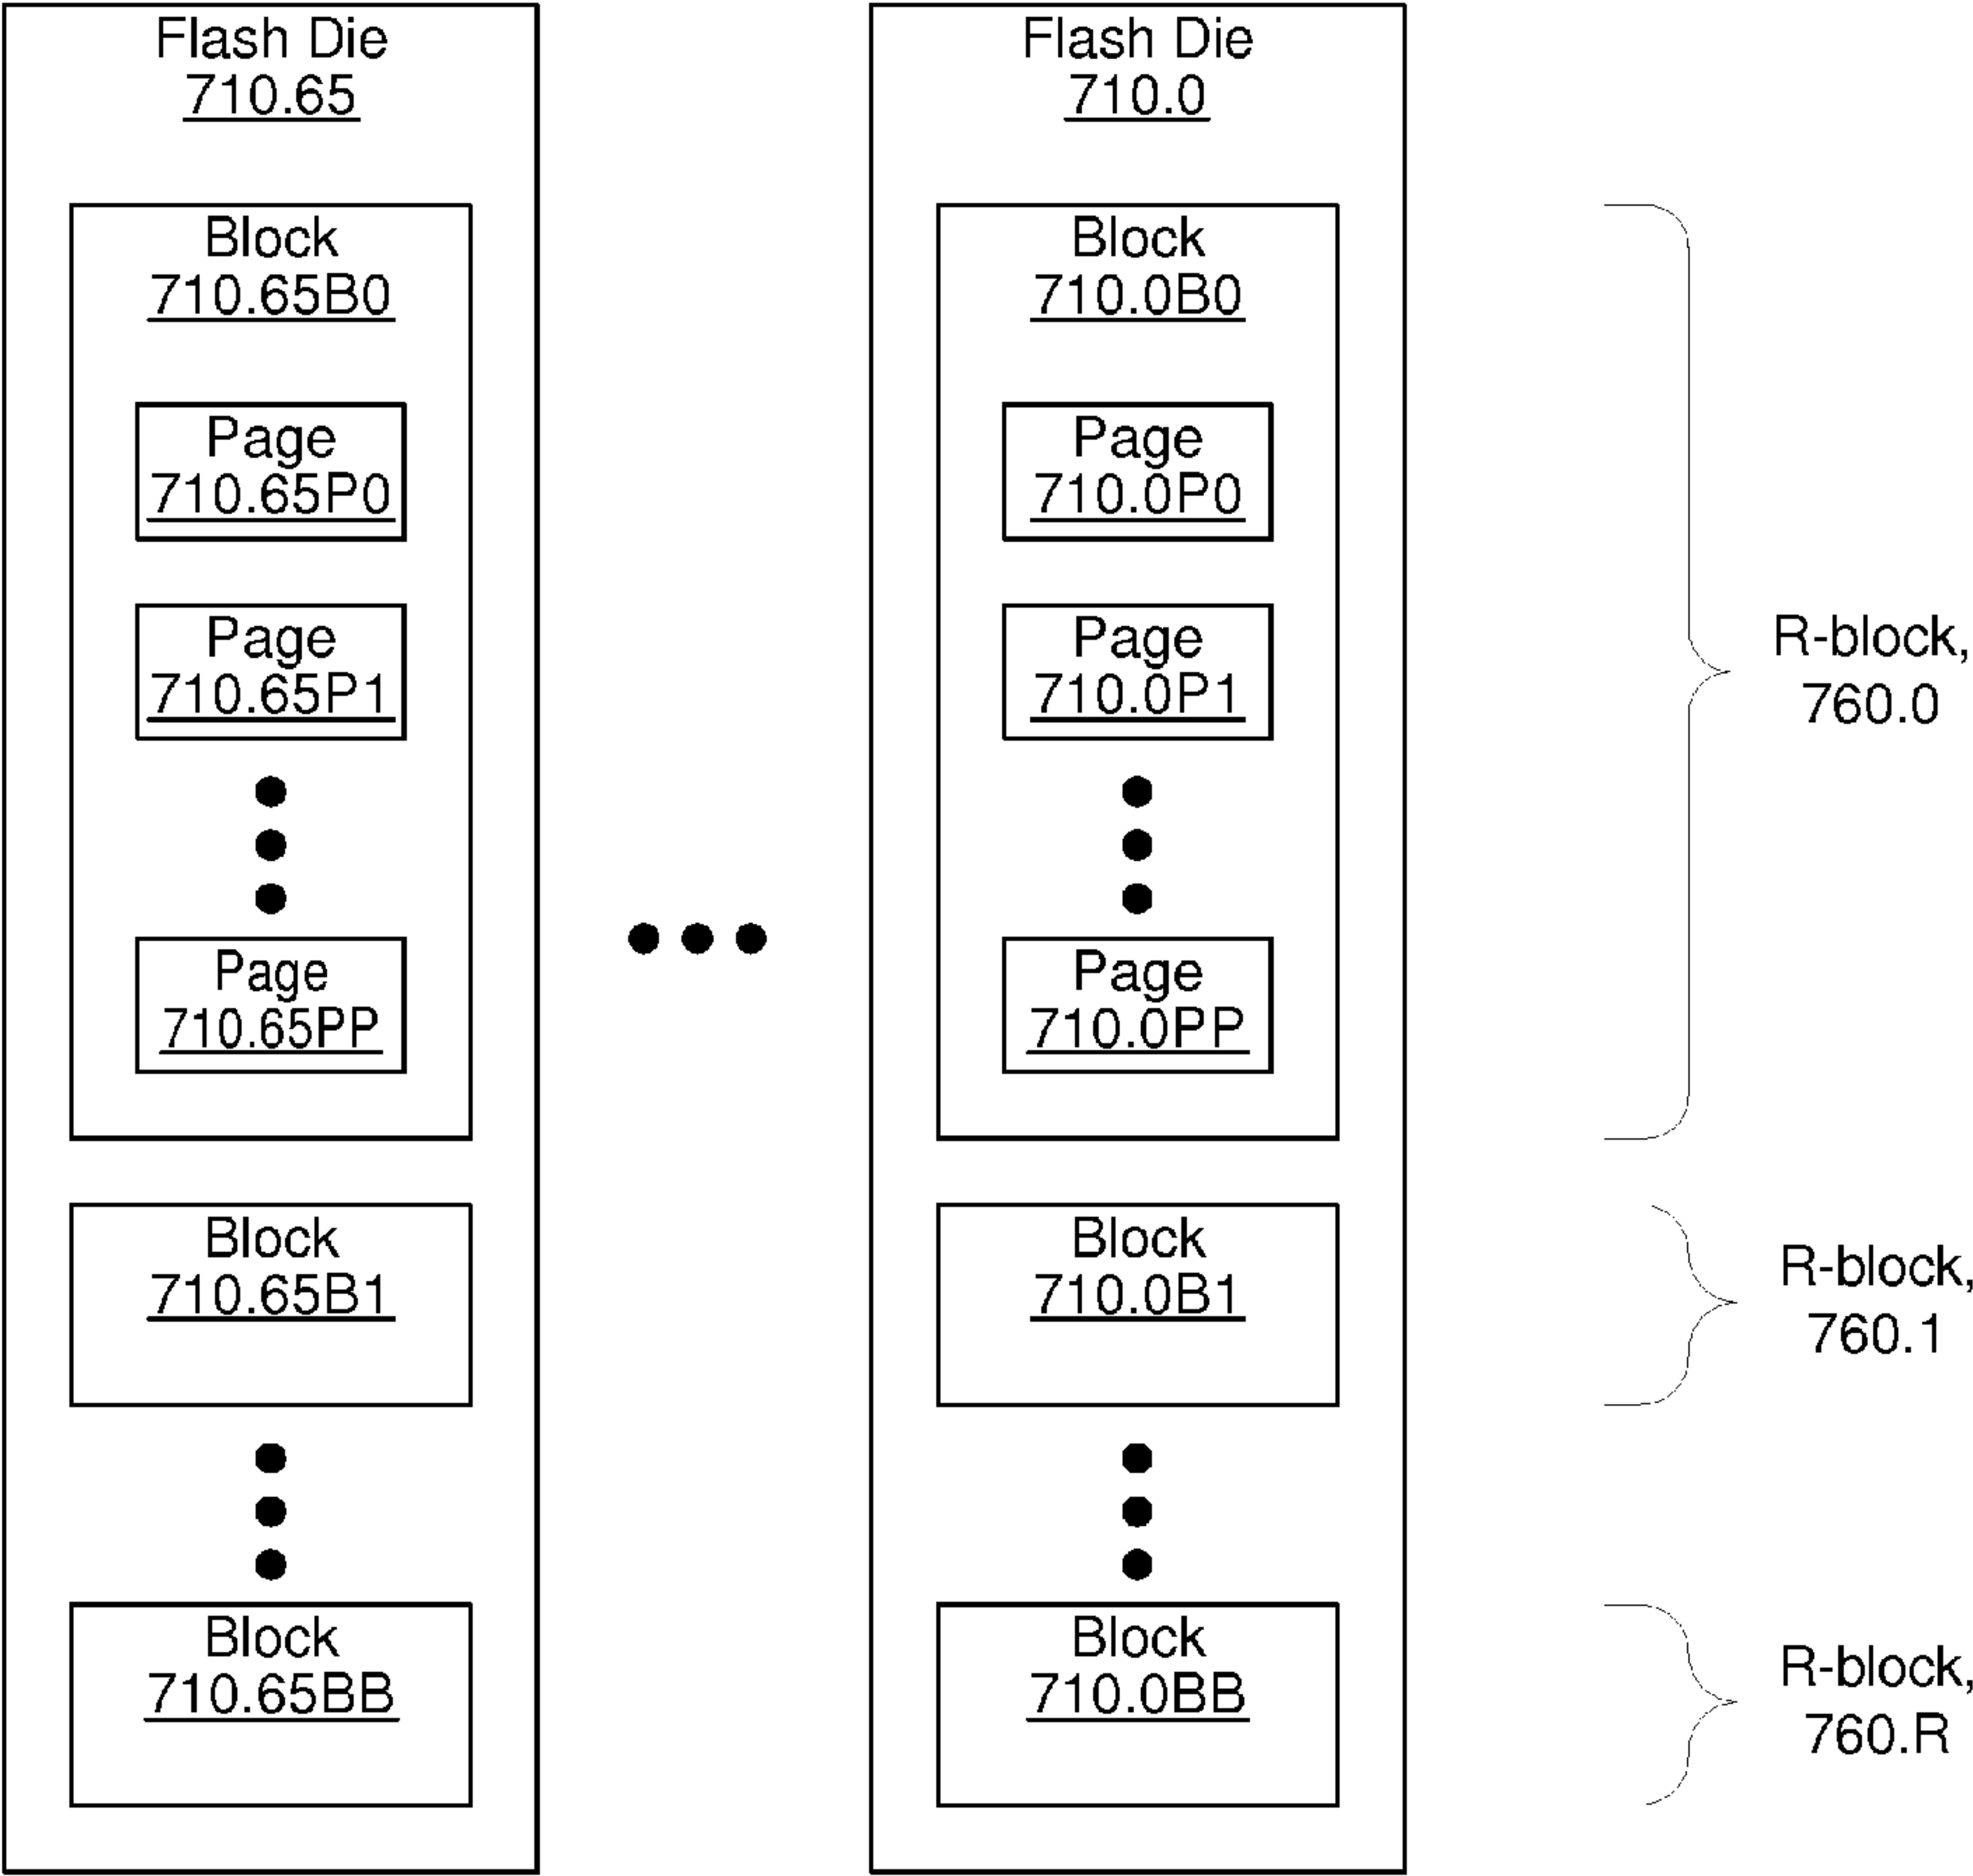 Flash Die
710.65
Block
710.65B0
Page
710.65P0
Page
710.65P1
Page
710.65PP
Block
710.65B1
Block
710.65BB
Flash Die
710.0
Block
710.0B0
Page
710.0P0
Page
710.0P1
Page
710.0PP
Block
710.0B1
Block
710.0BB
R-block,
760.0
R-block,
760.1
R-block,
760.R